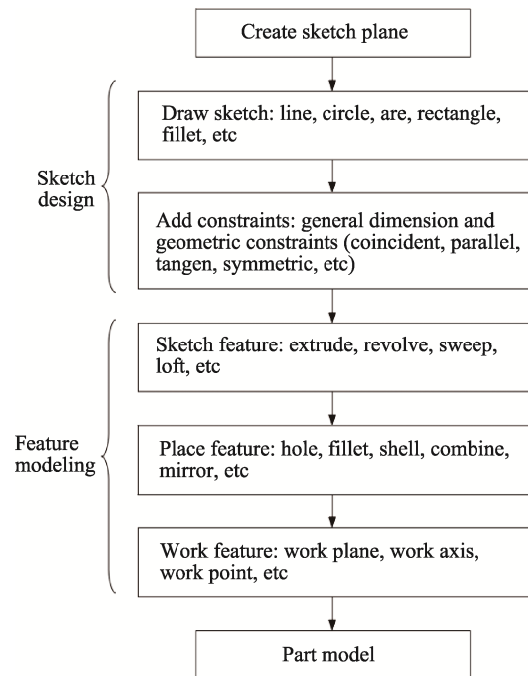 Create sketch plane
Sketch
design
Draw sketch: line, circle, are, rectangle,
fillet, etc
Add constraints: general dimension and
geometric constraints (coincident, parallel,
tangen, symmetric, etc)
Feature
modeling
Sketch feature: extrude, revolve, sweep,
loft, etc
Place feature: hole, fillet, shell, combine,
mirror, etc
Work feature: work plane, work axis,
work point, etc
Part model